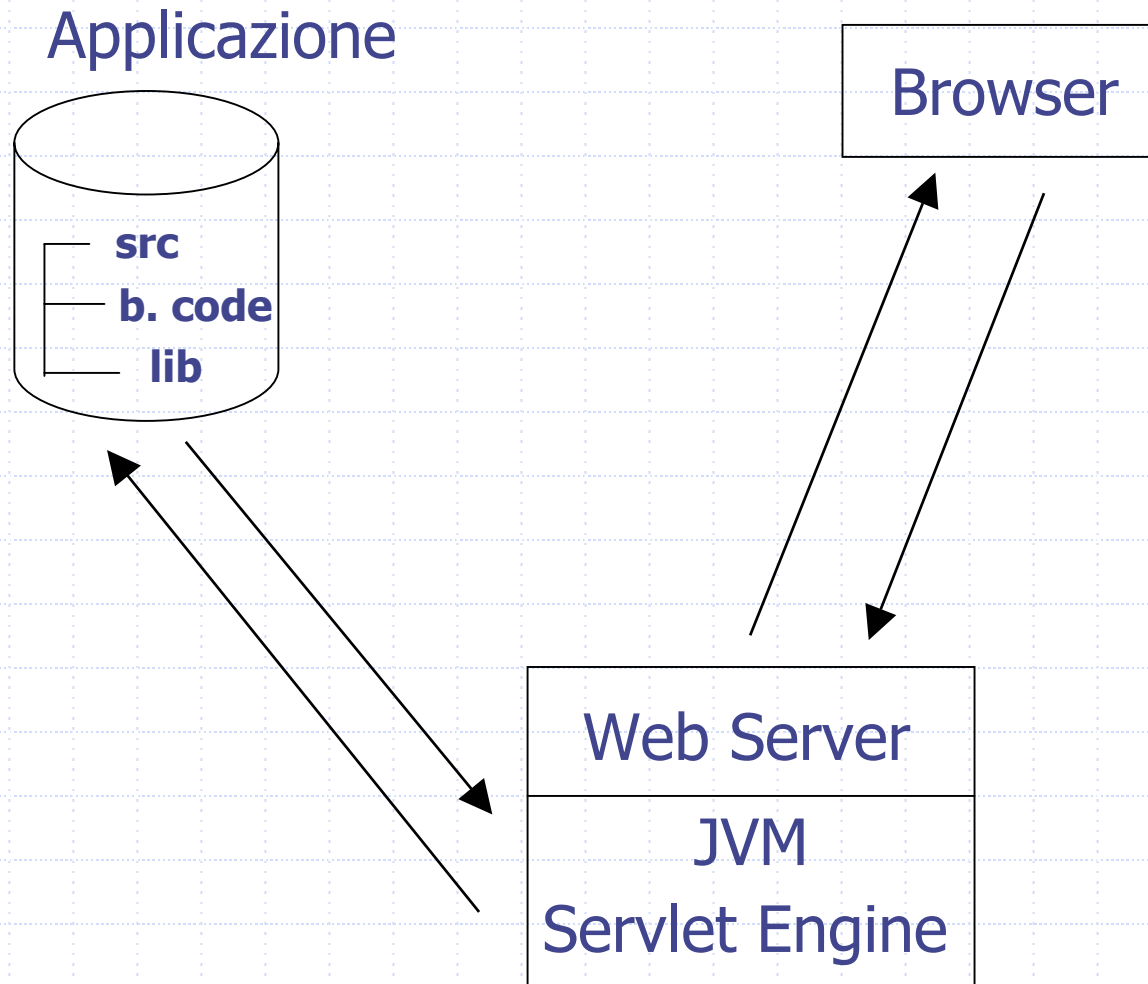 Applicazione
Browser
src
b. code
lib
Web Server
JVM
Servlet Engine